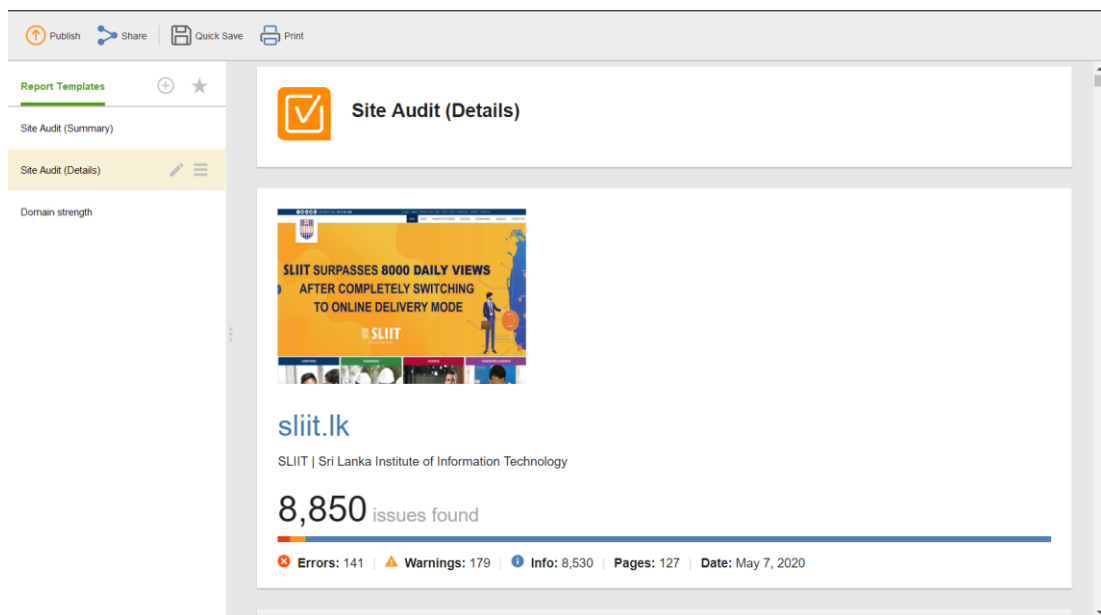 Publish Share Quick Save Print
Report Templates
Site Audit (Summary)
Site Audit (Details)
Domain strength
Site Audit (Details)
SLIIT SURPASSES 8000 DAILY VIEWS
AFTER COMPLETELY SWITCHING
TO ONLINE DELIVERY MODE
SLIIT
sliit.lk
SLIIT | Sri Lanka Institute of Information Technology
8,850 issues found
Errors: 141 | Warnings: 179 | Info: 8,530 | Pages: 127 | Date: May 7, 2020